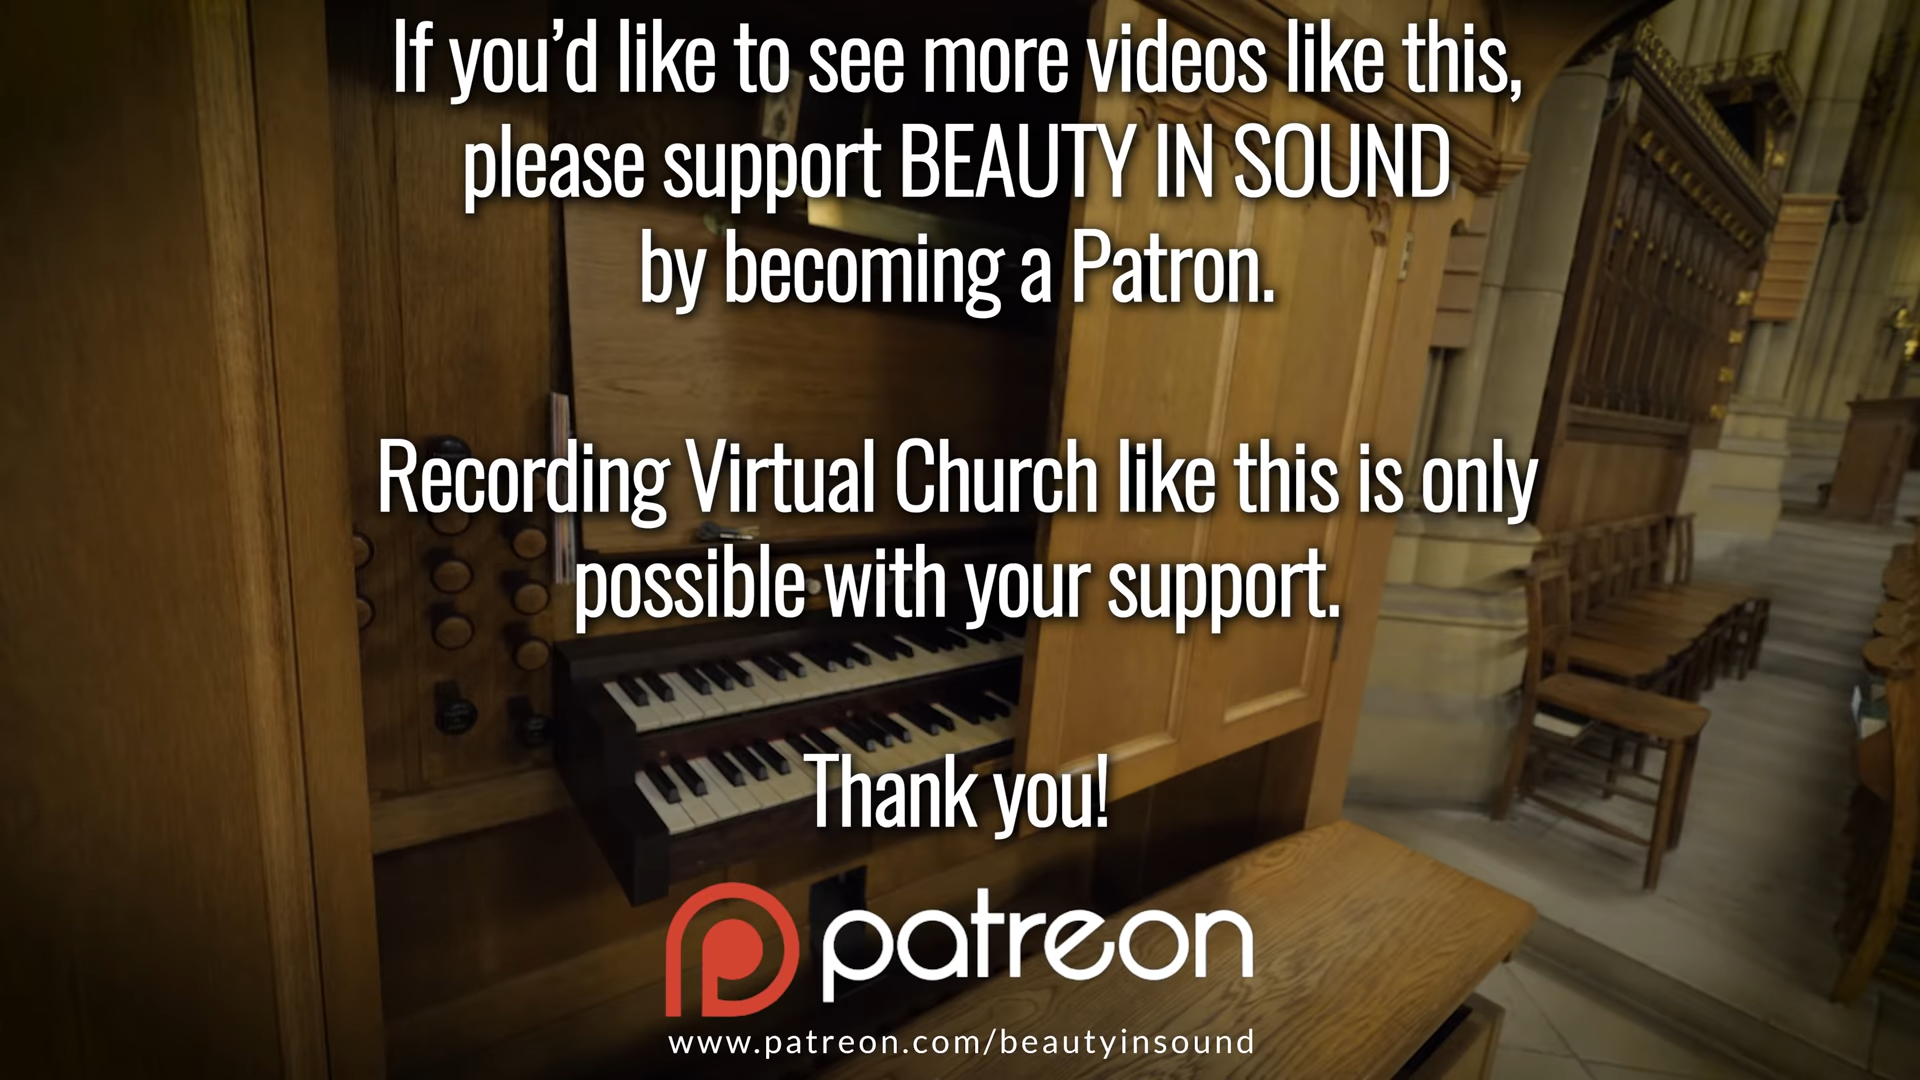 If you’d like to see more videos like this,
please support BEAUTY IN SOUND
by becoming a Patron.
Recording Virtual Church like this is only
possible with your support.
Thank you!
patreon
www.patreon.com/beautyinsound